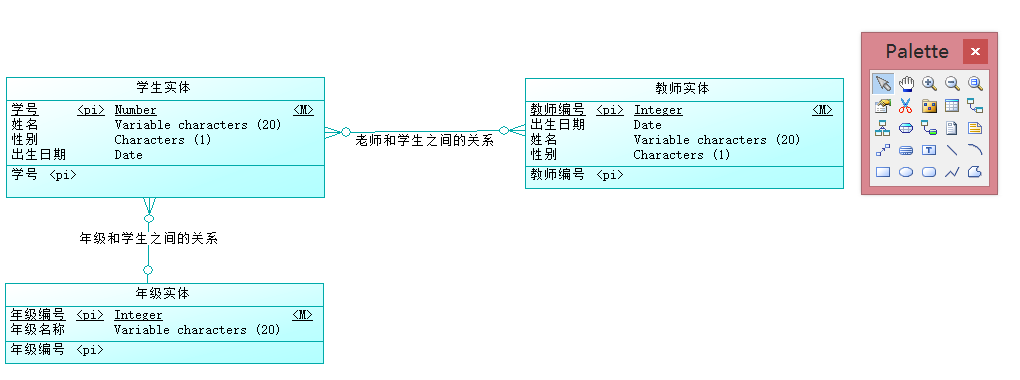 学生实体
学号 <pi> Number <M>
姓名 Variable characters (20)
性别 Characters (1)
出生日期 Date
学号 <pi>
老师和学生之间的关系
教师实体
教师编号 <pi> Integer <M>
出生日期 Date
姓名 Variable characters (20)
性别 Characters (1)
教师编号 <pi>
Palette
年级和学生之间的关系
年级实体
年级编号 <pi> Integer <M>
年级名称 Variable characters (20)
年级编号 <pi>